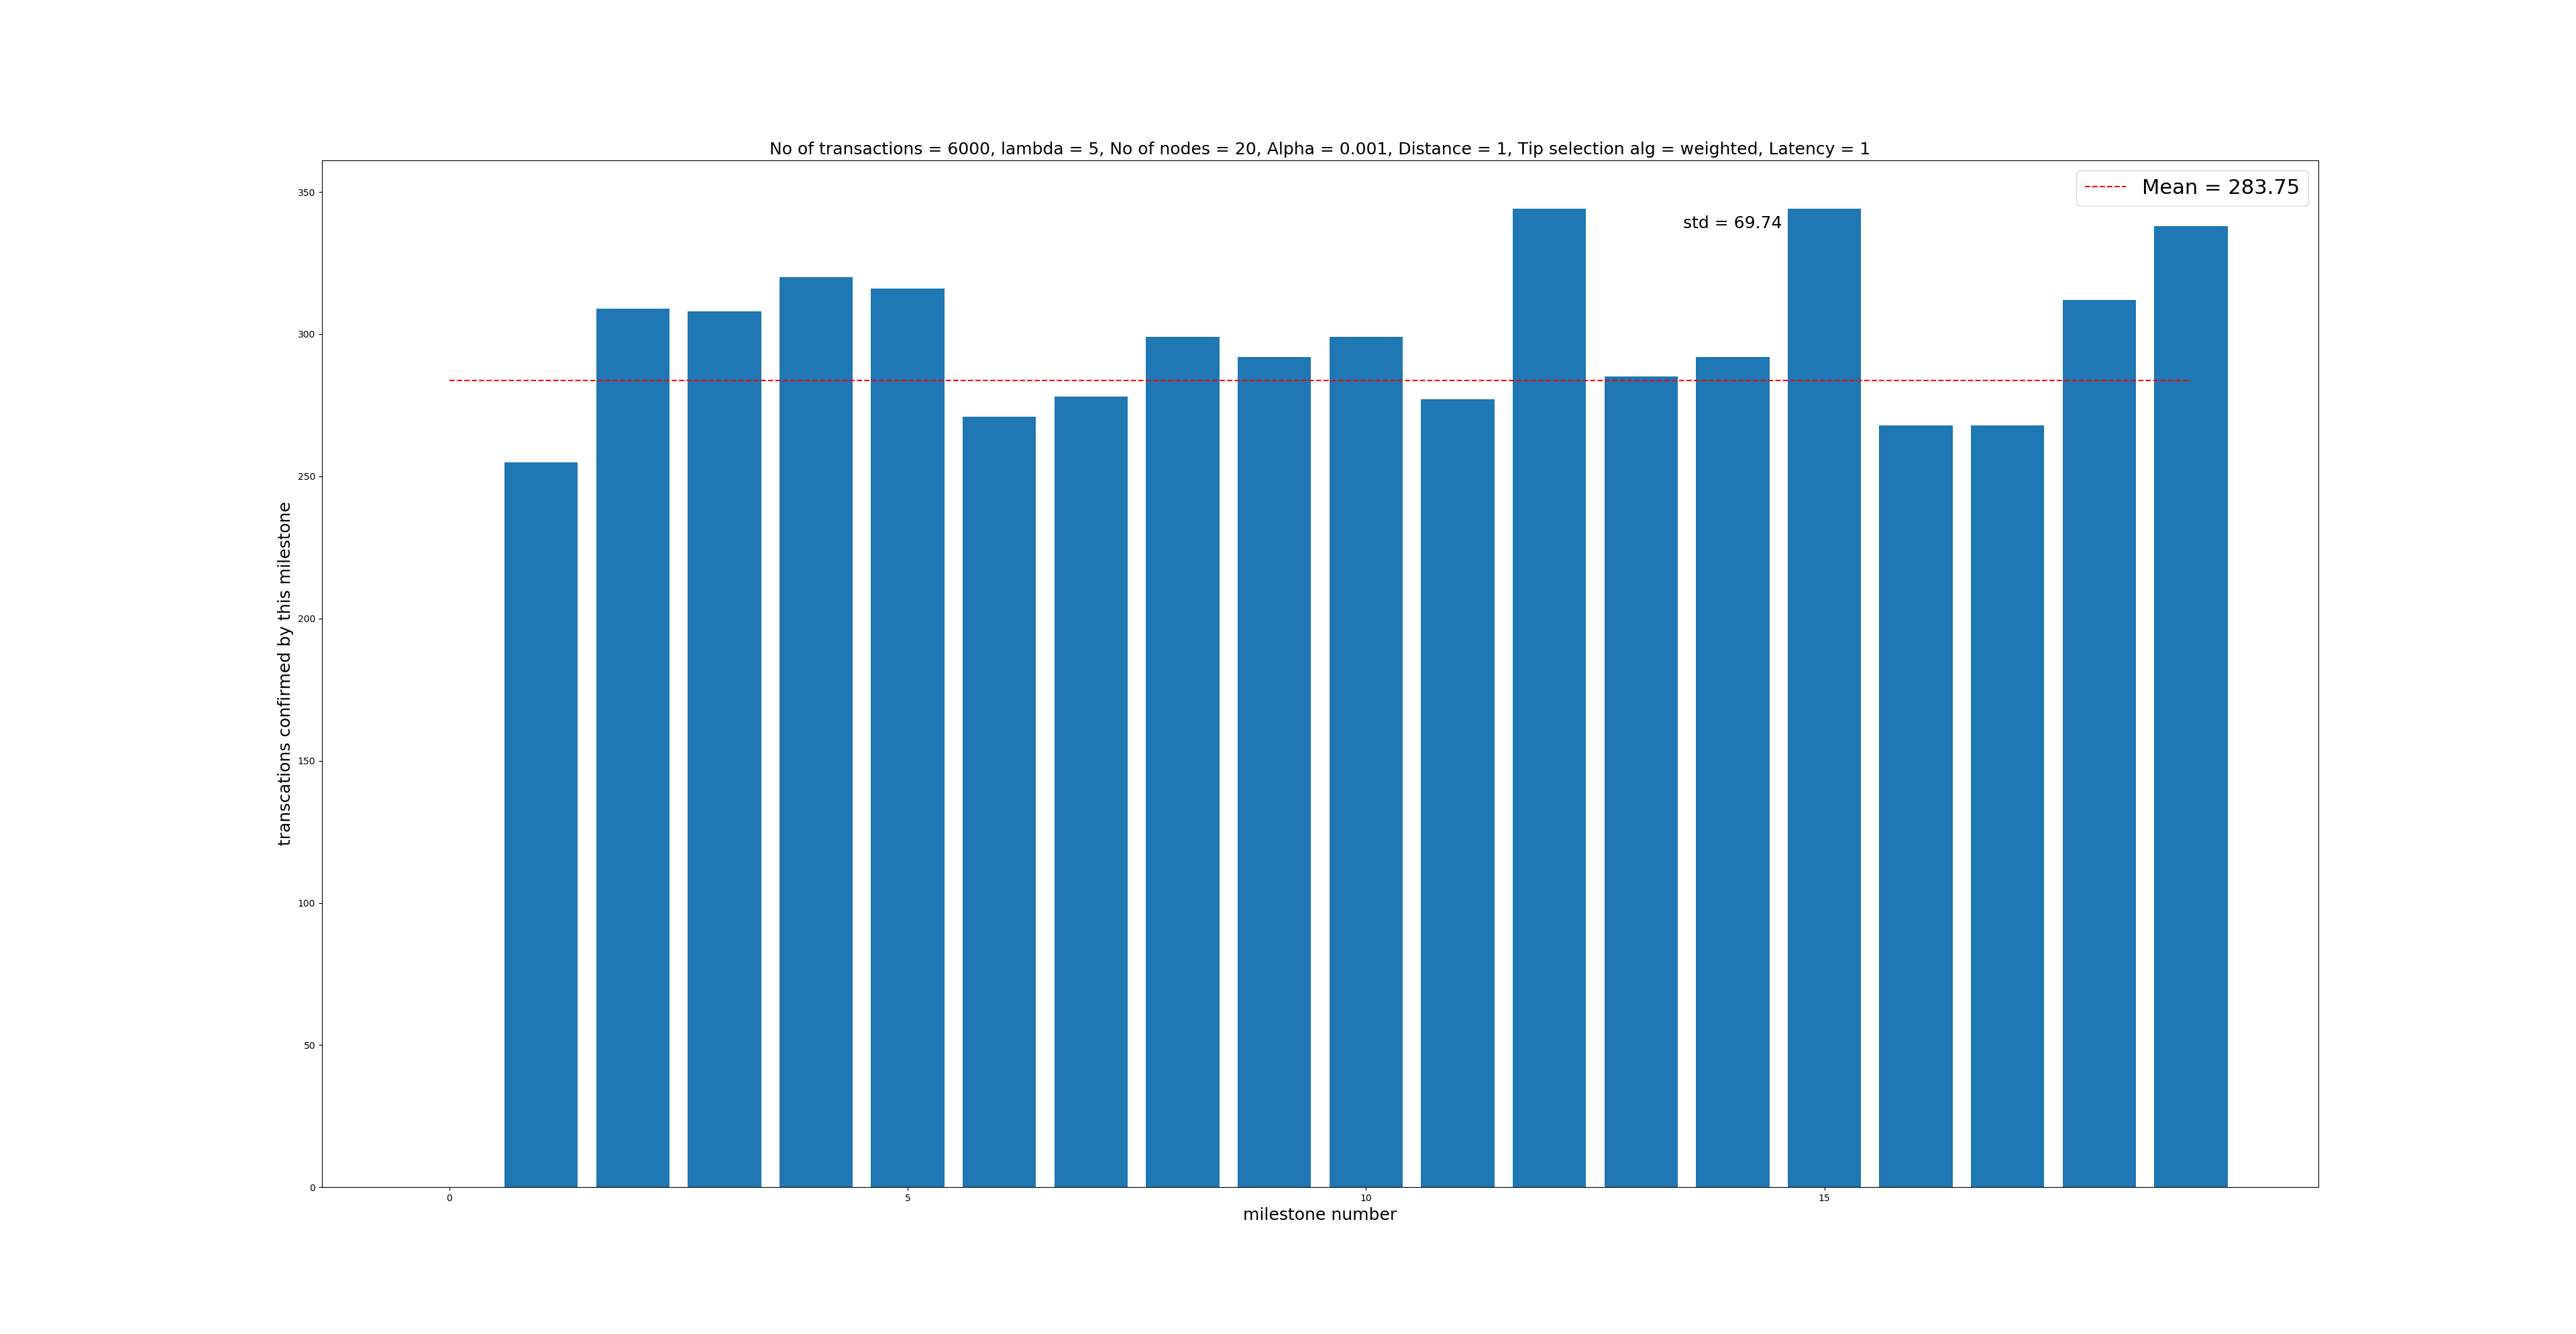 No of transactions = 6000, lambda = 5, No of nodes = 20, Alpha = 0.001, Distance = 1, Tip selection alg = weighted, Latency = 1
Mean = 283.75
std = 69.74
transcations confirmed by this milestone
350
300
250
200
150
100
50
0
0 5 10 15
milestone number